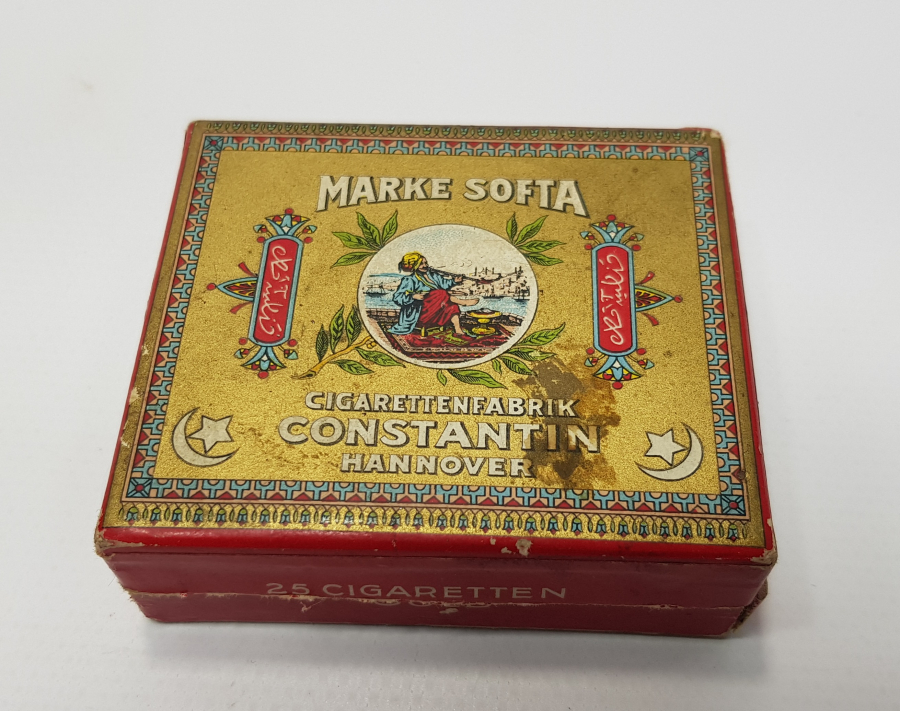 MARKE SOFTA
CIGARETTENFABRIK
CONSTANTIN
HANNOVER
25 CIGARETTEN